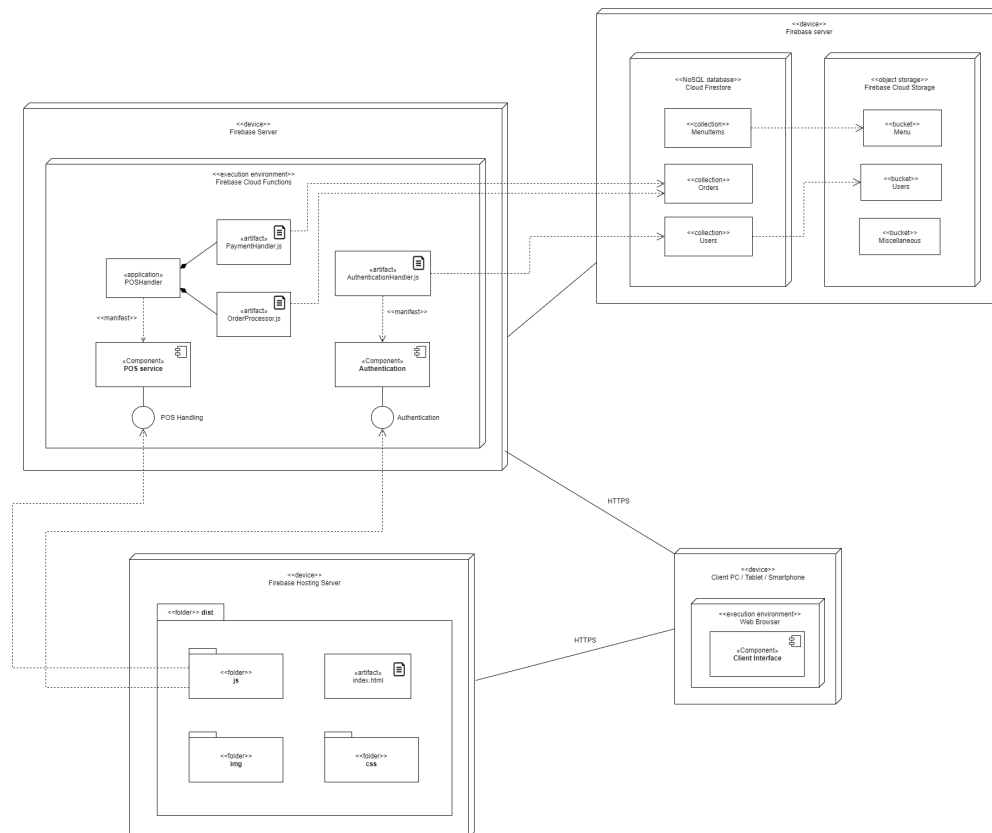 <<device>>
Firebase server
<<NoSQL database>>
Cloud Firestore
<<object storage>>
Firebase Cloud Storage
<<collection>>
MenuItems
<<bucket>>
Menu
<<collection>>
Orders
<<bucket>>
Users
<<collection>>
Users
<<bucket>>
Miscellaneous
<<device>>
Firebase Server
<<execution environment>>
Firebase Cloud Functions
«artifact»
PaymentHandler.js
«application»
POSHandler
«artifact»
AuthenticationHandler.js
«artifact»
OrderProcessor.js
<<manifest>>
<<manifest>>
«Component»
POS service
«Component»
Authentication
POS Handling
Authentication
HTTPS
<<device>>
Firebase Hosting Server
<<folder>> dist
<<folder>>
js
«artifact»
index.html
<<folder>>
img
<<folder>>
css
HTTPS
<<device>>
Client PC / Tablet / Smartphone
<<execution environment>>
Web Browser
«Component»
Client Interface